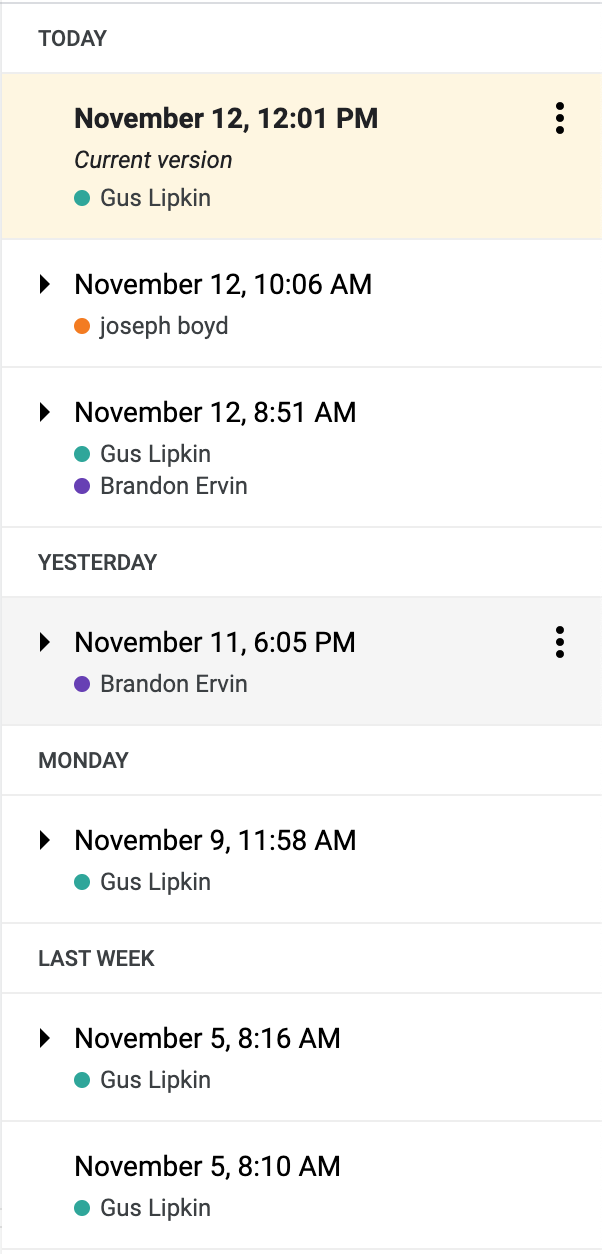 TODAY
November 12, 12:01 PM
Current version
Gus Lipkin
November 12, 10:06 AM
joseph boyd
November 12, 8:51 AM
Gus Lipkin
Brandon Ervin
YESTERDAY
November 11, 6:05 PM
Brandon Ervin
MONDAY
November 9, 11:58 AM
Gus Lipkin
LAST WEEK
November 5, 8:16 AM
Gus Lipkin
November 5, 8:10 AM
Gus Lipkin